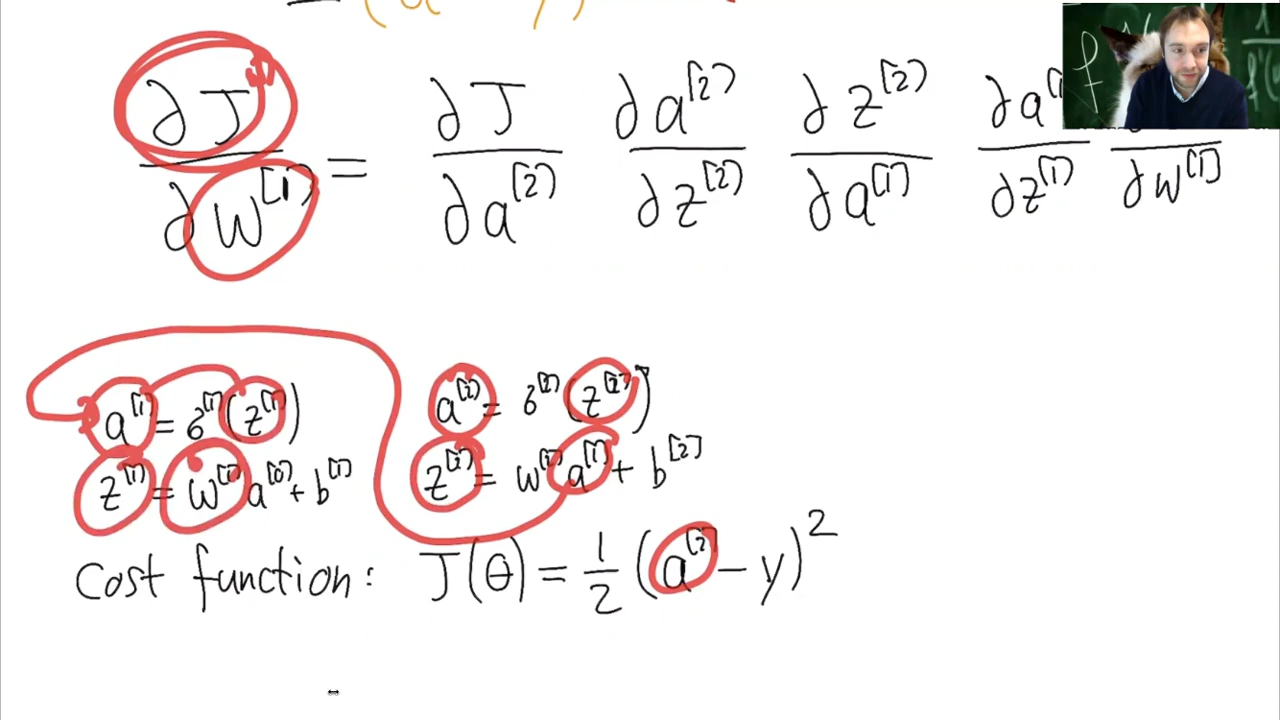 = (a - y)
∂J/∂w^[1] = ∂J/∂a^[2] ∂a^[2]/∂z^[2] ∂z^[2]/∂a^[1] ∂a^[1]/∂z^[1] /∂w^[1]
a^[1] = σ^[1](z^[1]) a^[2] = σ^[2](z^[2])
z^[1] = w^[1] a^[0] + b^[1] z^[2] = w^[2] a^[1] + b^[2]
Cost function: J(θ) = 1/2 (a^[2] - y)^2
f